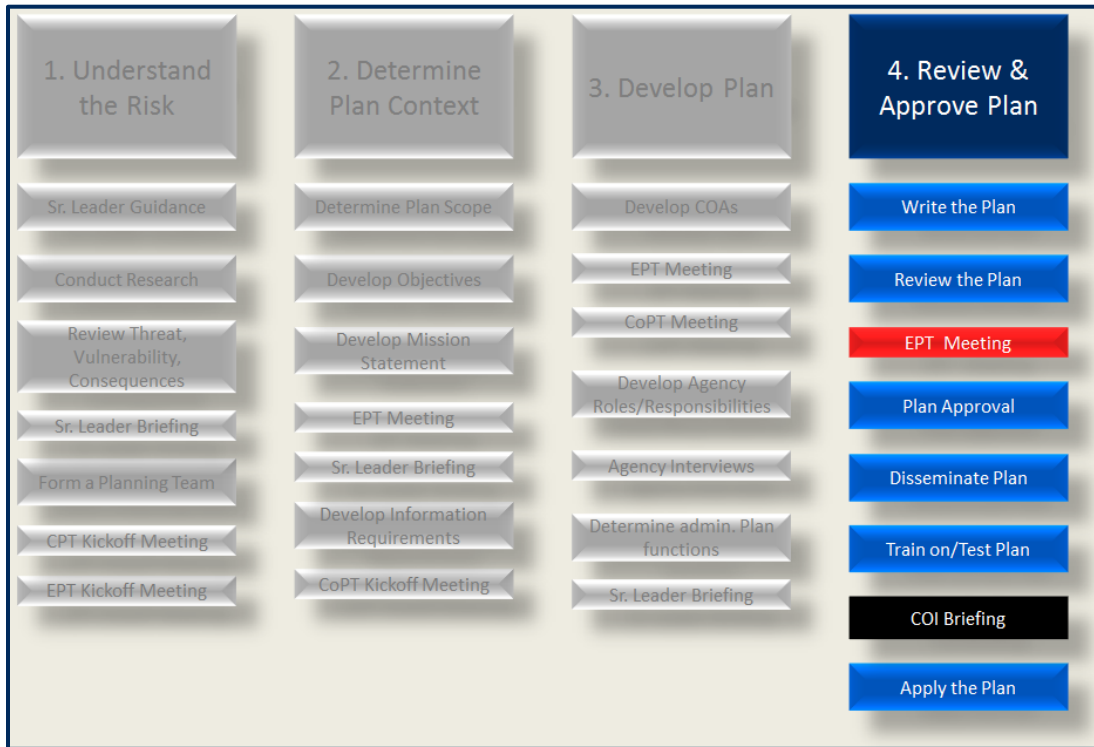 1. Understand
the Risk
Sr. Leader Guidance
Conduct Research
Review Threat,
Vulnerability,
Consequences
Sr. Leader Briefing
Form a Planning Team
CPT Kickoff Meeting
EPT Kickoff Meeting
2. Determine
Plan Context
Determine Plan Scope
Develop Objectives
Develop Mission
Statement
EPT Meeting
Sr. Leader Briefing
Develop Information
Requirements
CoPT Kickoff Meeting
3. Develop Plan
Develop COAs
EPT Meeting
CoPT Meeting
Develop Agency
Roles/Responsibilities
Agency Interviews
Determine admin. Plan
functions
Sr. Leader Briefing
4. Review &
Approve Plan
Write the Plan
Review the Plan
EPT Meeting
Plan Approval
Disseminate Plan
Train on/Test Plan
COI Briefing
Apply the Plan